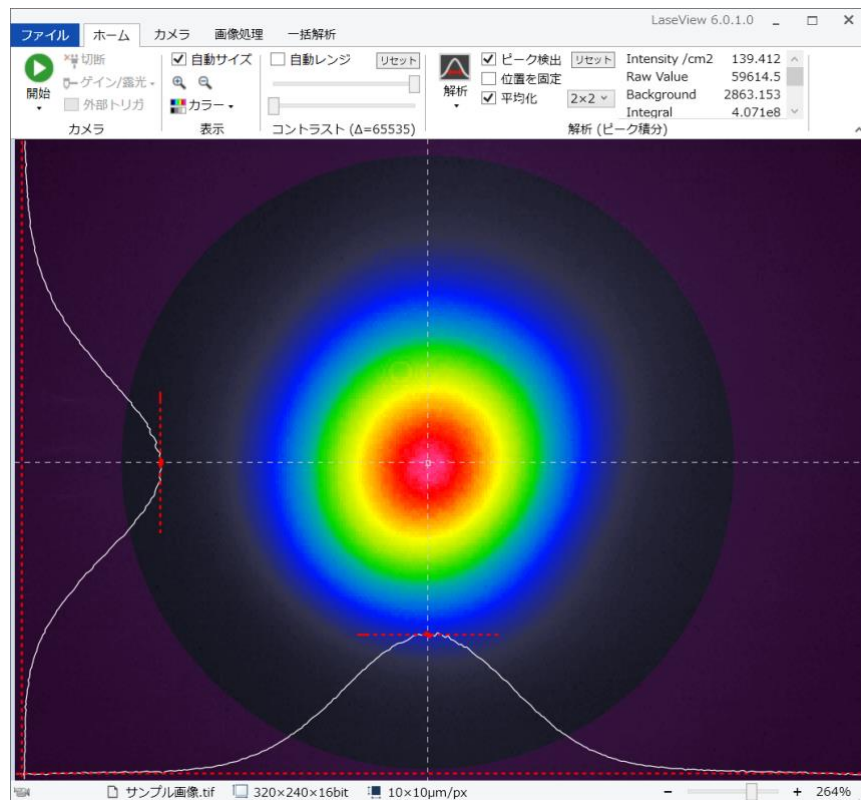 LaseView 6.0.1.0
ファイル ホーム カメラ 画像処理 一括解析
開始
切断
ゲイン/露光
外部トリガ
カメラ
自動サイズ
カラー
表示
自動レンジ リセット
コントラスト (Δ=65535)
解析
ピーク検出 リセット
位置を固定
平均化 2×2
Intensity /cm2 139.412
Raw Value 59614.5
Background 2863.153
Integral 4.071e8
解析 (ピーク積分)
サンプル画像.tif 320×240×16bit 10×10μm/px − + 264%